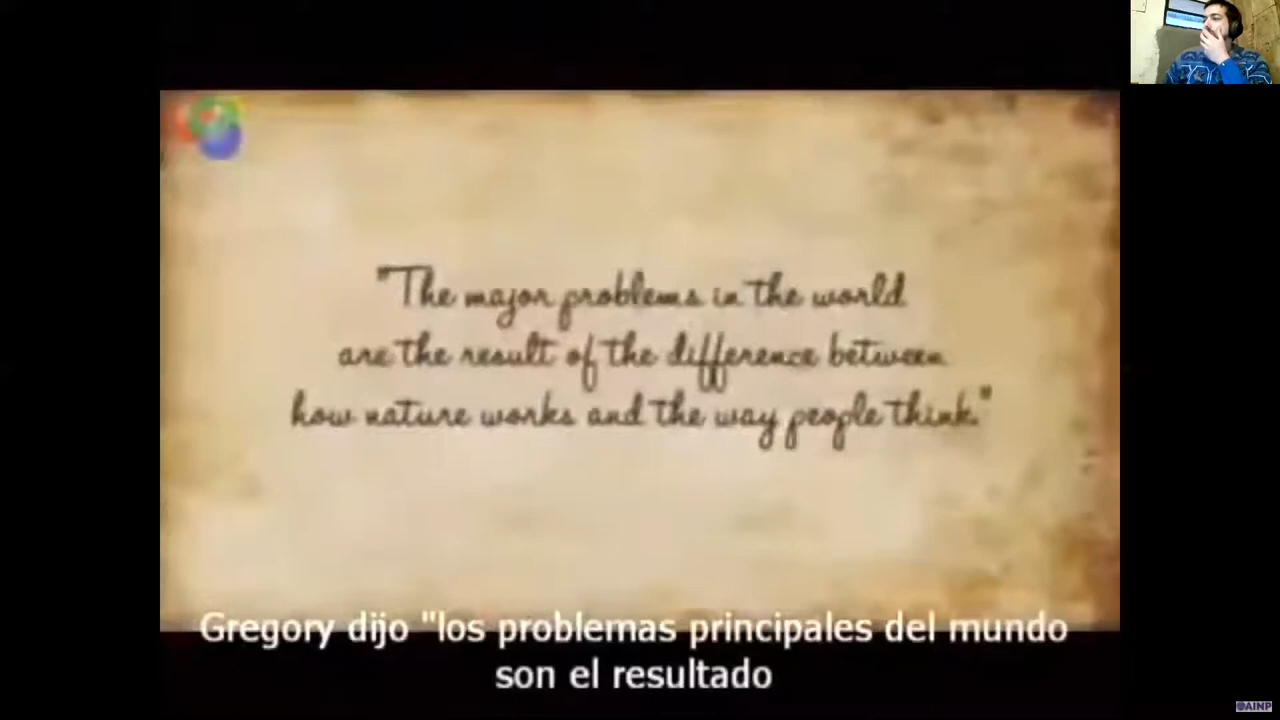 "The major problems in the world
are the result of the difference between
how nature works and the way people think."
Gregory dijo "los problemas principales del mundo
son el resultado
AINP